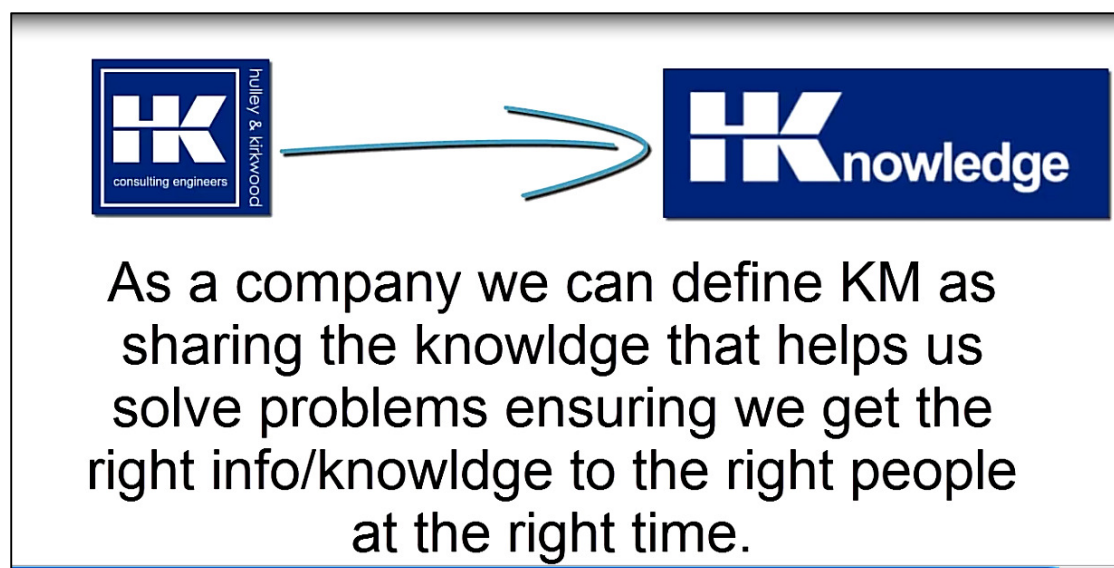 HK
consulting engineers
hulley & kirkwood
HKnowledge
As a company we can define KM as
sharing the knowldge that helps us
solve problems ensuring we get the
right info/knowldge to the right people
at the right time.